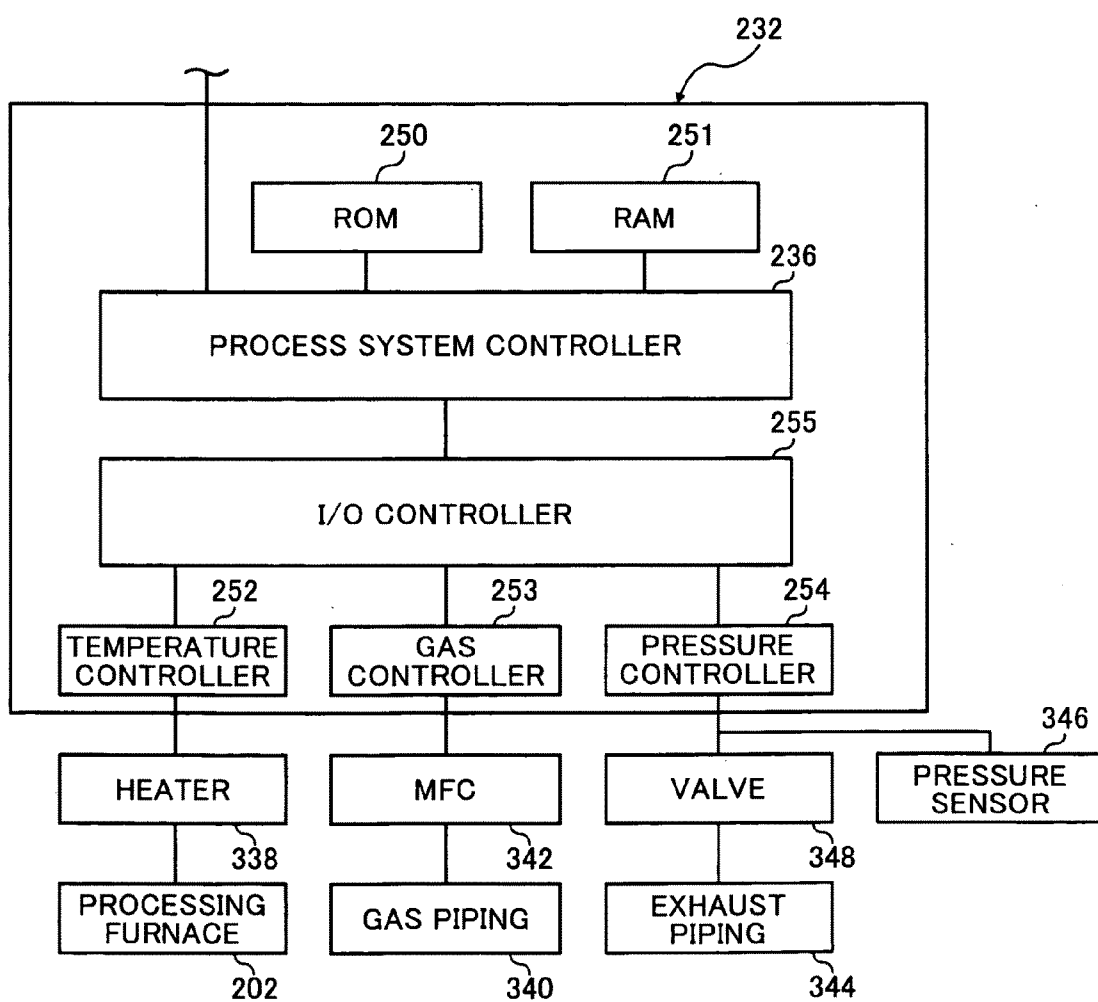 232
250
251
ROM
RAM
236
PROCESS SYSTEM CONTROLLER
255
I/O CONTROLLER
252
253
254
TEMPERATURE
CONTROLLER
GAS
CONTROLLER
PRESSURE
CONTROLLER
346
HEATER
MFC
VALVE
PRESSURE
SENSOR
338
342
348
PROCESSING
FURNACE
GAS PIPING
EXHAUST
PIPING
202
340
344